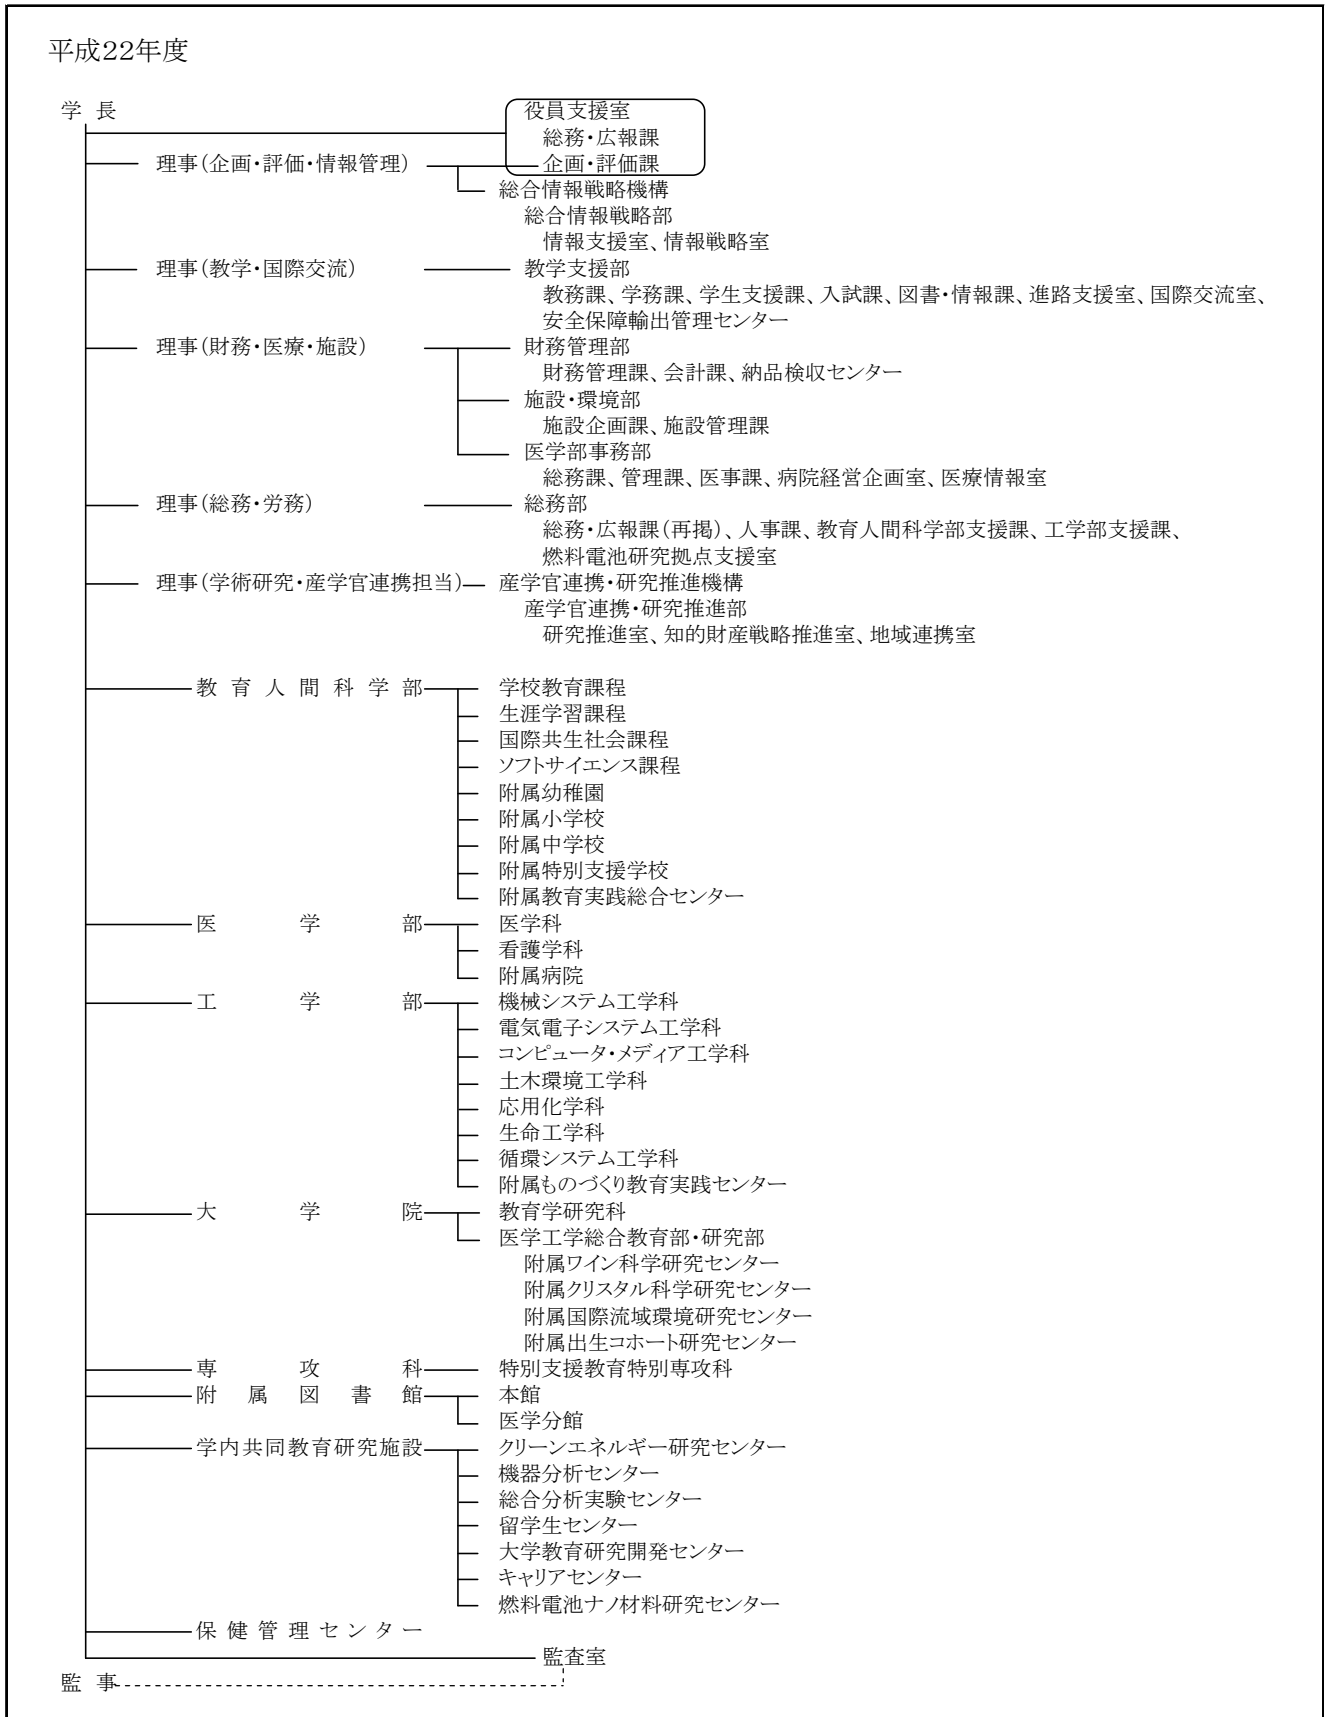 平成22年度
学 長
役員支援室
総務・広報課
理事（企画・評価・情報管理） 企画・評価課
総合情報戦略機構
総合情報戦略部
情報支援室、情報戦略室
理事（教学・国際交流） 教学支援部
教務課、学務課、学生支援課、入試課、図書・情報課、進路支援室、国際交流室、
安全保障輸出管理センター
理事（財務・医療・施設） 財務管理部
財務管理課、会計課、納品検収センター
施設・環境部
施設企画課、施設管理課
医学部事務部
総務課、管理課、医事課、病院経営企画室、医療情報室
理事（総務・労務） 総務部
総務・広報課（再掲）、人事課、教育人間科学部支援課、工学部支援課、
燃料電池研究拠点支援室
理事（学術研究・産学官連携担当） 産学官連携・研究推進機構
産学官連携・研究推進部
研究推進室、知的財産戦略推進室、地域連携室
教育人間科学部 学校教育課程
生涯学習課程
国際共生社会課程
ソフトサイエンス課程
附属幼稚園
附属小学校
附属中学校
附属特別支援学校
附属教育実践総合センター
医学部 医学科
看護学科
附属病院
工学部 機械システム工学科
電気電子システム工学科
コンピュータ・メディア工学科
土木環境工学科
応用化学科
生命工学科
循環システム工学科
附属ものづくり教育実践センター
大学院 教育学研究科
医学工学総合教育部・研究部
附属ワイン科学研究センター
附属クリスタル科学研究センター
附属国際流域環境研究センター
附属出生コホート研究センター
専攻科 特別支援教育特別専攻科
附属図書館 本館
医学分館
学内共同教育研究施設 クリーンエネルギー研究センター
機器分析センター
総合分析実験センター
留学生センター
大学教育研究開発センター
キャリアセンター
燃料電池ナノ材料研究センター
保健管理センター
監査室
監 事